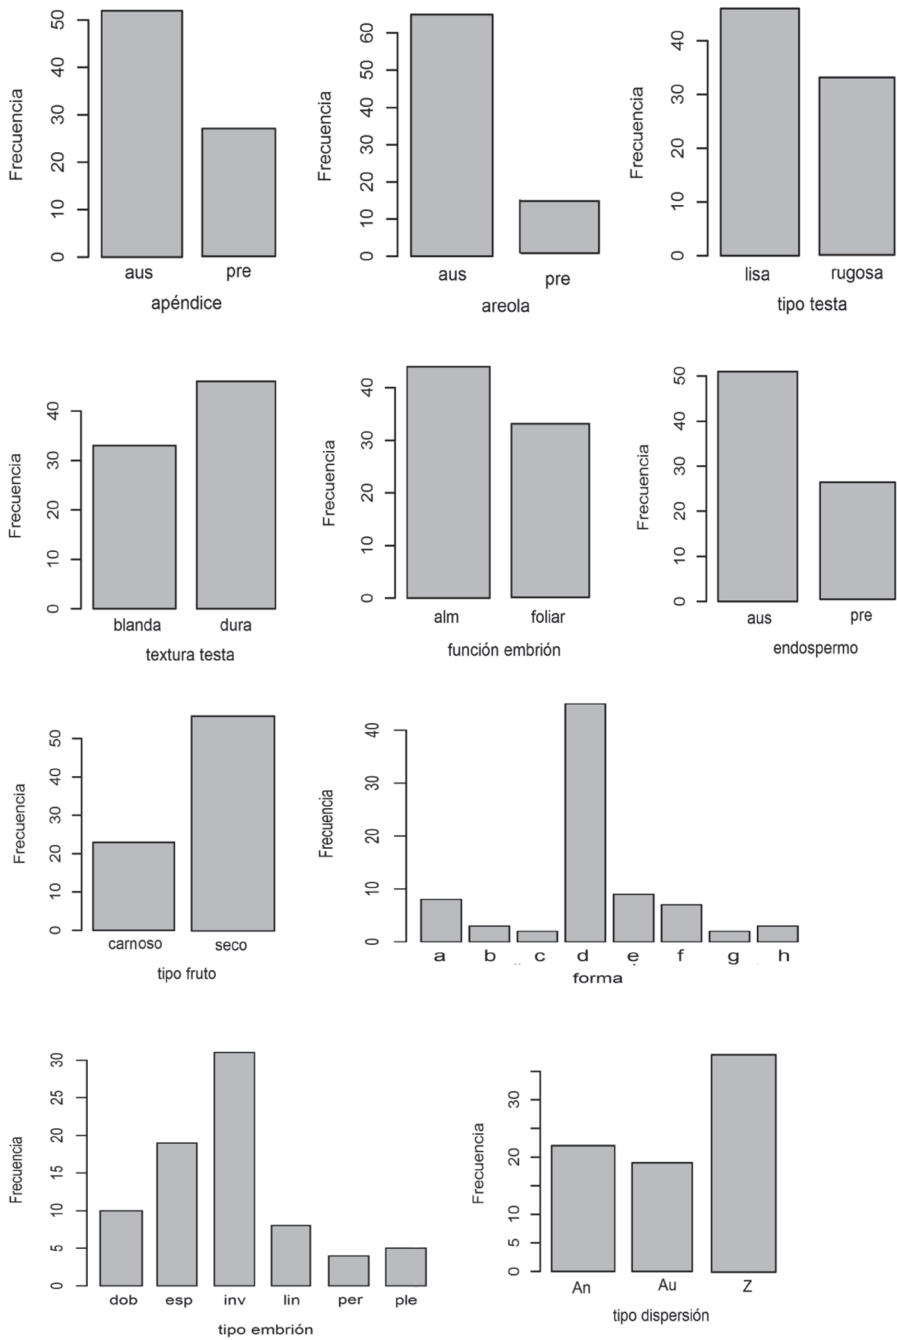 Frecuencia
0 10 20 30 40 50
aus pre
apéndice
Frecuencia
0 10 20 30 40 50 60
aus pre
areola
Frecuencia
0 10 20 30 40
lisa rugosa
tipo testa
Frecuencia
0 10 20 30 40
blanda dura
textura testa
Frecuencia
0 10 20 30 40
alm foliar
función embrión
Frecuencia
0 10 20 30 40 50
aus pre
endospermo
Frecuencia
0 10 20 30 40 50
carnoso seco
tipo fruto
Frecuencia
0 10 20 30 40
a b c d e f g h
forma
Frecuencia
0 5 10 15 20 25 30
dob esp inv lin per ple
tipo embrión
Frecuencia
0 5 10 20 30
An Au Z
tipo dispersión